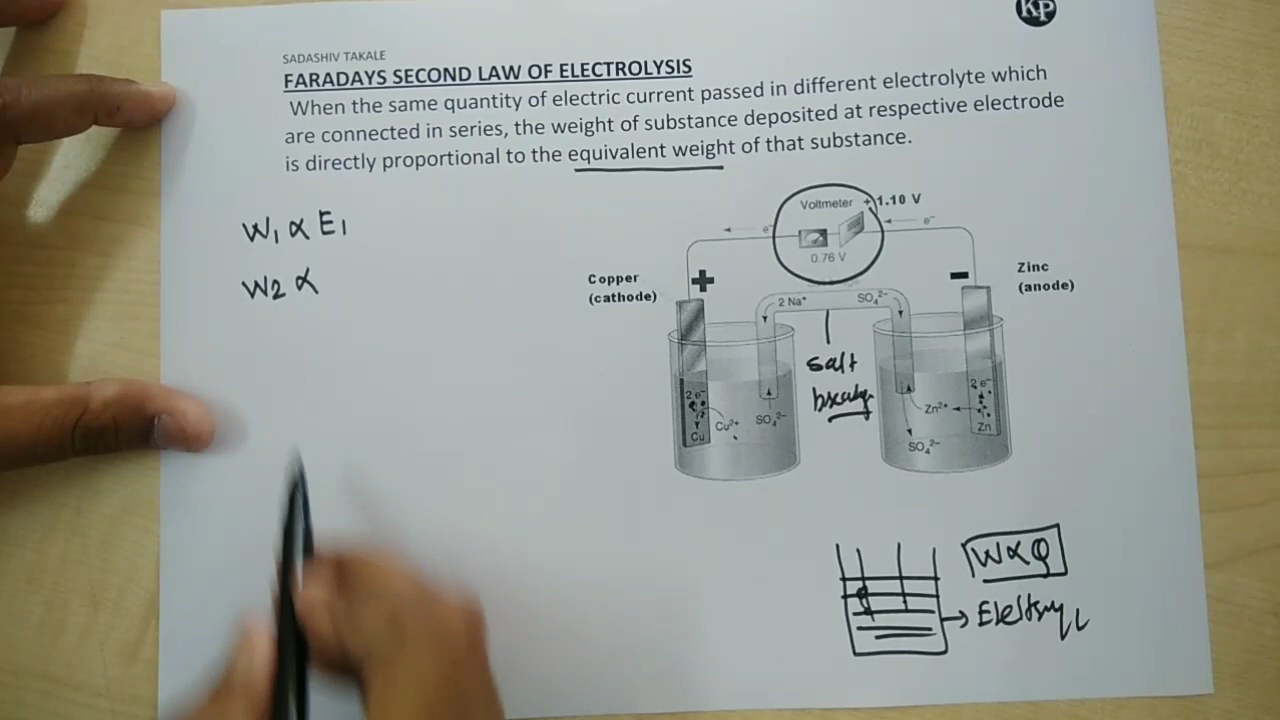 KP
SADASHIV TAKALE
FARADAYS SECOND LAW OF ELECTROLYSIS
When the same quantity of electric current passed in different electrolyte which
are connected in series, the weight of substance deposited at respective electrode
is directly proportional to the equivalent weight of that substance.
W₁ ∝ E₁
W₂ ∝
Voltmeter + 1.10 V
e⁻
e⁻
0.76 V
Copper
(cathode)
+
−
Zinc
(anode)
2 Na⁺
SO₄²⁻
salt
2 e⁻
Cu²⁺
Cu
SO₄²⁻
2 e⁻
Zn²⁺
Zn
SO₄²⁻
W∝Q